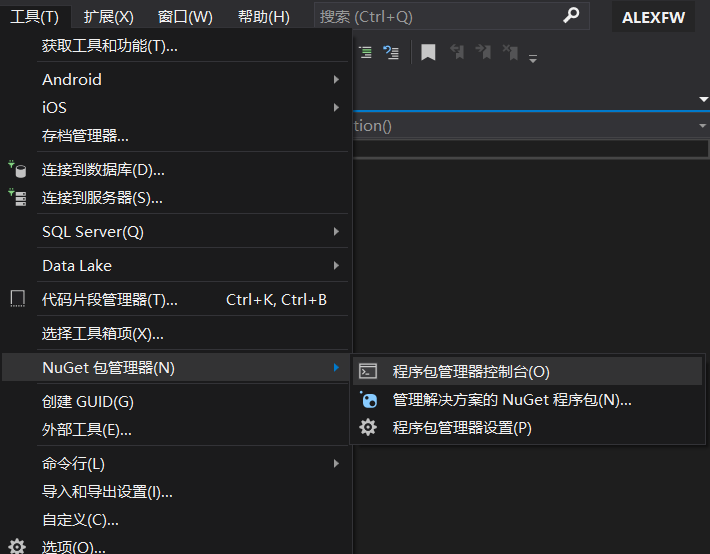 工具(T) 扩展(X) 窗口(W) 帮助(H) 搜索 (Ctrl+Q) ALEXFW
获取工具和功能(T)...
Android
iOS
tion()
存档管理器...
连接到数据库(D)...
连接到服务器(S)...
SQL Server(Q)
Data Lake
代码片段管理器(T)... Ctrl+K, Ctrl+B
选择工具箱项(X)...
NuGet 包管理器(N)
程序包管理器控制台(O)
管理解决方案的 NuGet 程序包(N)...
程序包管理器设置(P)
创建 GUID(G)
外部工具(E)...
命令行(L)
导入和导出设置(I)...
自定义(C)...
选项(O)...